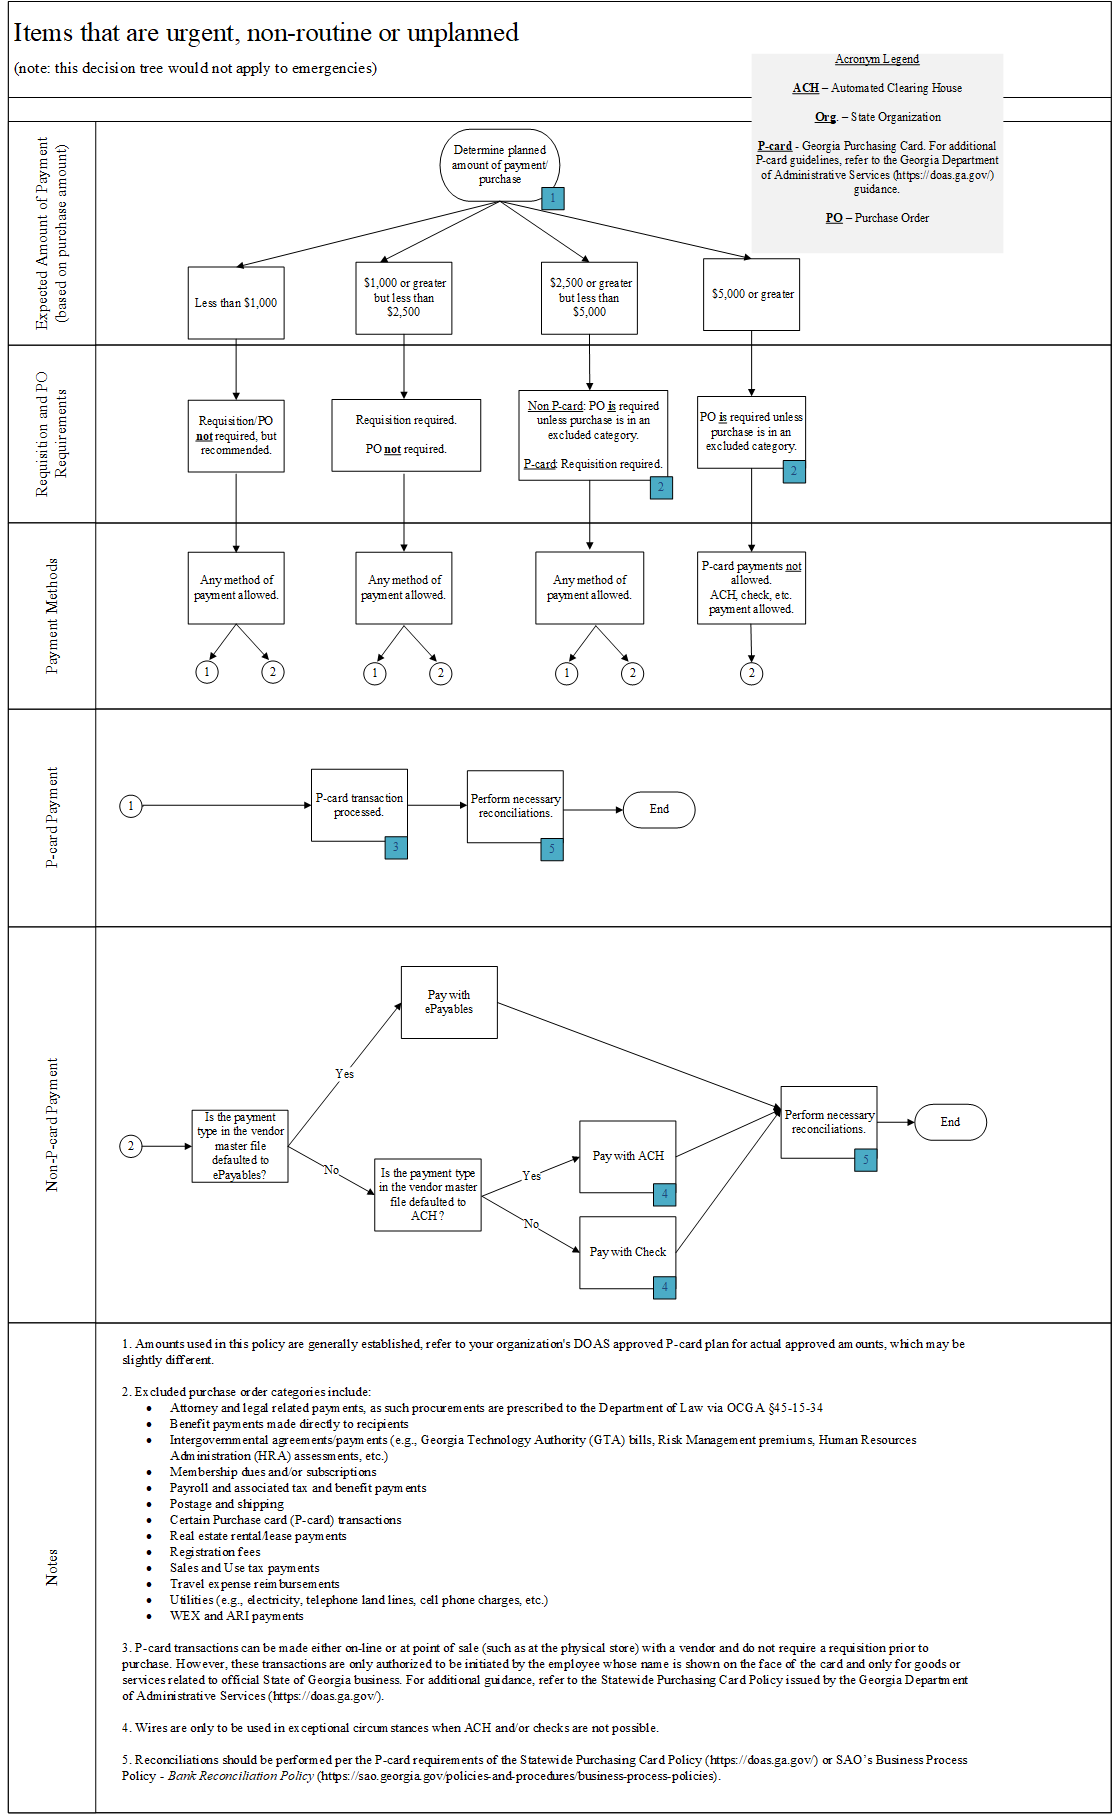 Items that are urgent, non-routine or unplanned
(note: this decision tree would not apply to emergencies)
Acronym Legend
ACH – Automated Clearing House
Org. – State Organization
P-card - Georgia Purchasing Card. For additional
P-card guidelines, refer to the Georgia Department
of Administrative Services (https://doas.ga.gov/)
guidance.
PO – Purchase Order
Expected Amount of Payment
(based on purchase amount)
Determine planned
amount of payment/
purchase
1
Less than $1,000
$1,000 or greater
but less than
$2,500
$2,500 or greater
but less than
$5,000
$5,000 or greater
Requisition and PO
Requirements
Requisition/PO
not required, but
recommended.
Requisition required.
PO not required.
Non P-card: PO is required
unless purchase is in an
excluded category.
P-card: Requisition required.
2
PO is required unless
purchase is in an
excluded category.
2
Payment Methods
Any method of
payment allowed.
1
2
Any method of
payment allowed.
1
2
Any method of
payment allowed.
1
2
P-card payments not
allowed.
ACH, check, etc.
payment allowed.
2
P-card Payment
1
P-card transaction
processed.
3
Perform necessary
reconciliations.
5
End
Non-P-card Payment
2
Is the payment
type in the vendor
master file
defaulted to
ePayables?
Yes
Pay with
ePayables
No
Is the payment type
in the vendor master
file defaulted to
ACH?
Yes
Pay with ACH
4
No
Pay with Check
4
Perform necessary
reconciliations.
5
End
Notes
1. Amounts used in this policy are generally established, refer to your organization's DOAS approved P-card plan for actual approved amounts, which may be
slightly different.
2. Excluded purchase order categories include:
• Attorney and legal related payments, as such procurements are prescribed to the Department of Law via OCGA §45-15-34
• Benefit payments made directly to recipients
• Intergovernmental agreements/payments (e.g., Georgia Technology Authority (GTA) bills, Risk Management premiums, Human Resources
Administration (HRA) assessments, etc.)
• Membership dues and/or subscriptions
• Payroll and associated tax and benefit payments
• Postage and shipping
• Certain Purchase card (P-card) transactions
• Real estate rental/lease payments
• Registration fees
• Sales and Use tax payments
• Travel expense reimbursements
• Utilities (e.g., electricity, telephone land lines, cell phone charges, etc.)
• WEX and ARI payments
3. P-card transactions can be made either on-line or at point of sale (such as at the physical store) with a vendor and do not require a requisition prior to
purchase. However, these transactions are only authorized to be initiated by the employee whose name is shown on the face of the card and only for goods or
services related to official State of Georgia business. For additional guidance, refer to the Statewide Purchasing Card Policy issued by the Georgia Department
of Administrative Services (https://doas.ga.gov/).
4. Wires are only to be used in exceptional circumstances when ACH and/or checks are not possible.
5. Reconciliations should be performed per the P-card requirements of the Statewide Purchasing Card Policy (https://doas.ga.gov/) or SAO’s Business Process
Policy - Bank Reconciliation Policy (https://sao.georgia.gov/policies-and-procedures/business-process-policies).